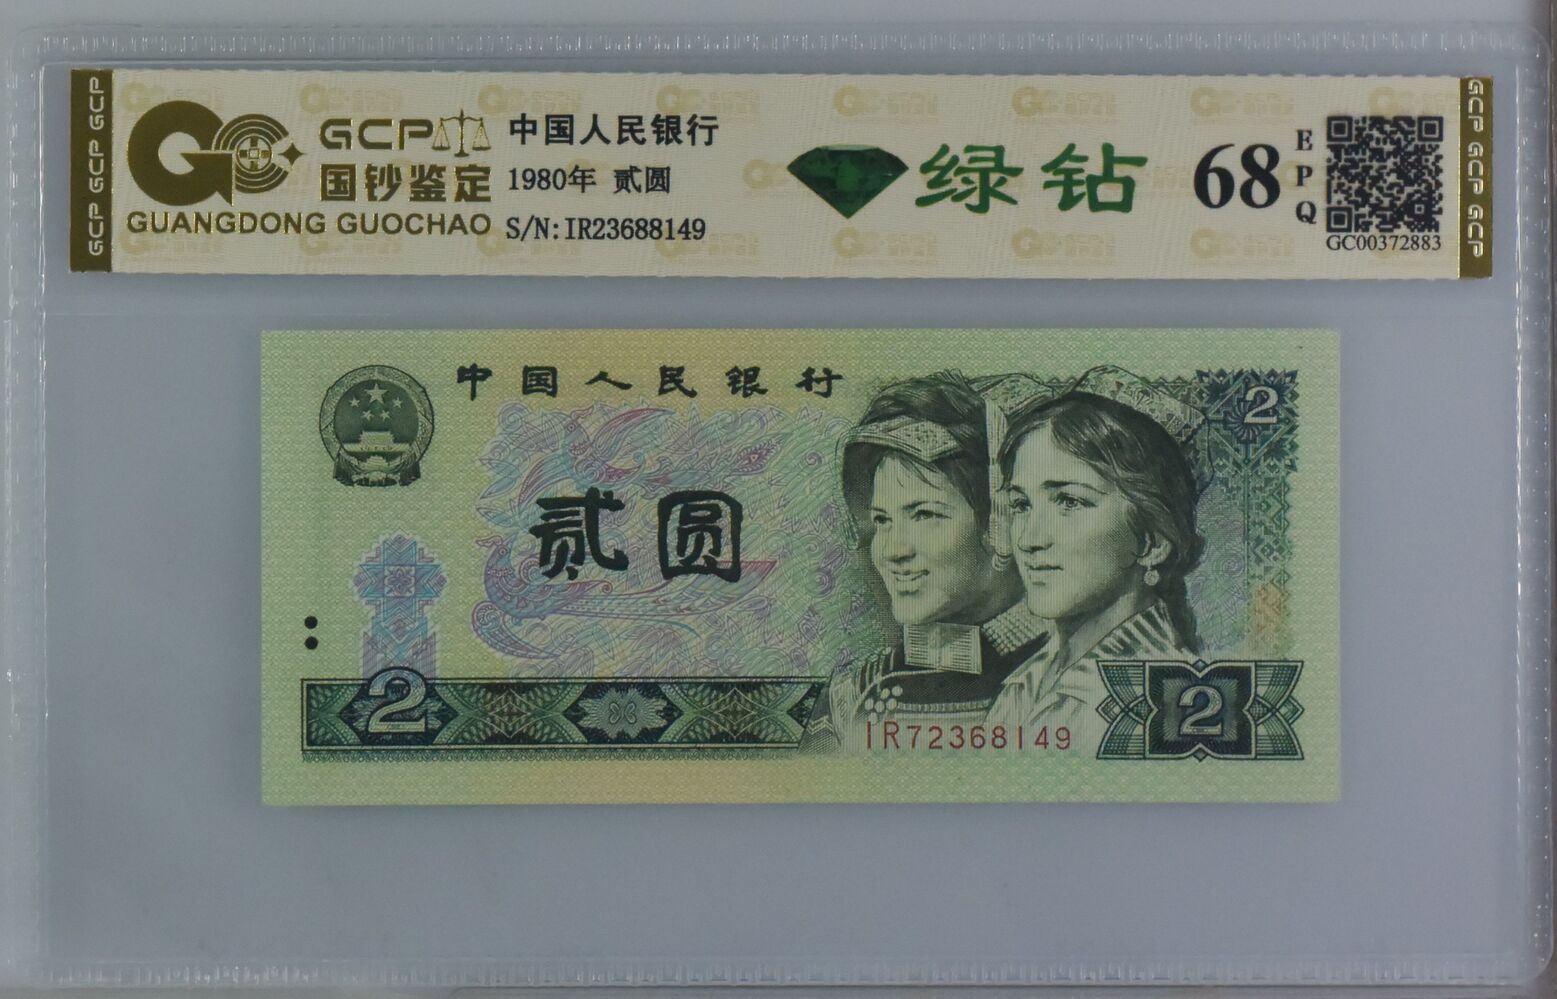 GCP GCP GCP
GCP
国钞鉴定
GUANGDONG GUOCHAO
中国人民银行
1980年 贰圆
S/N:IR23688149
绿钻
68
EPQ
GC00372883
GCP GCP GCP
中国人民银行
2
贰圆
2
2
IR72368149